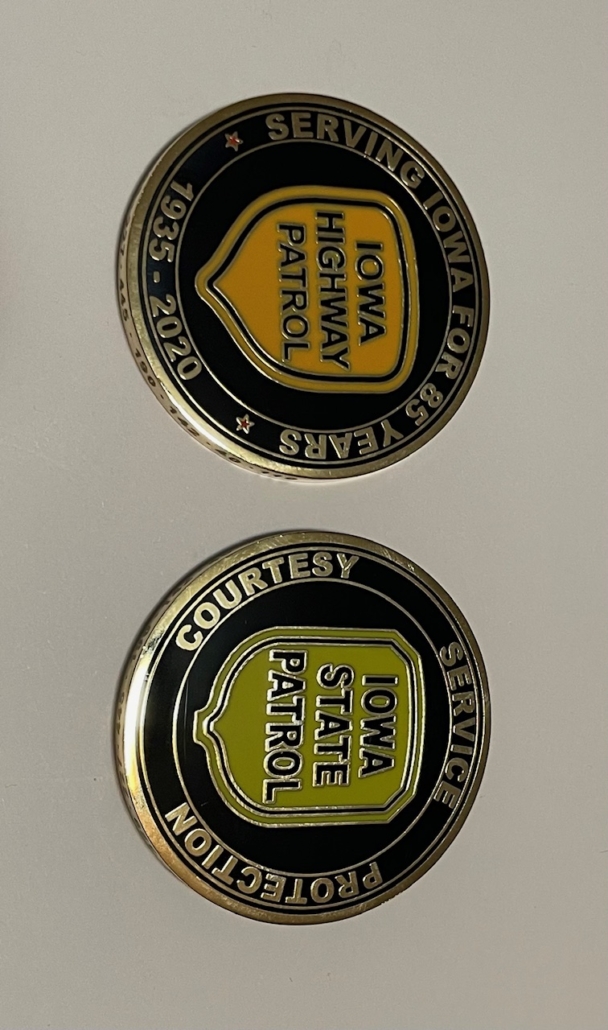 SERVING IOWA FOR 85 YEARS
IOWA
HIGHWAY
PATROL
1935 - 2020
COURTESY
SERVICE
PROTECTION
IOWA
STATE
PATROL